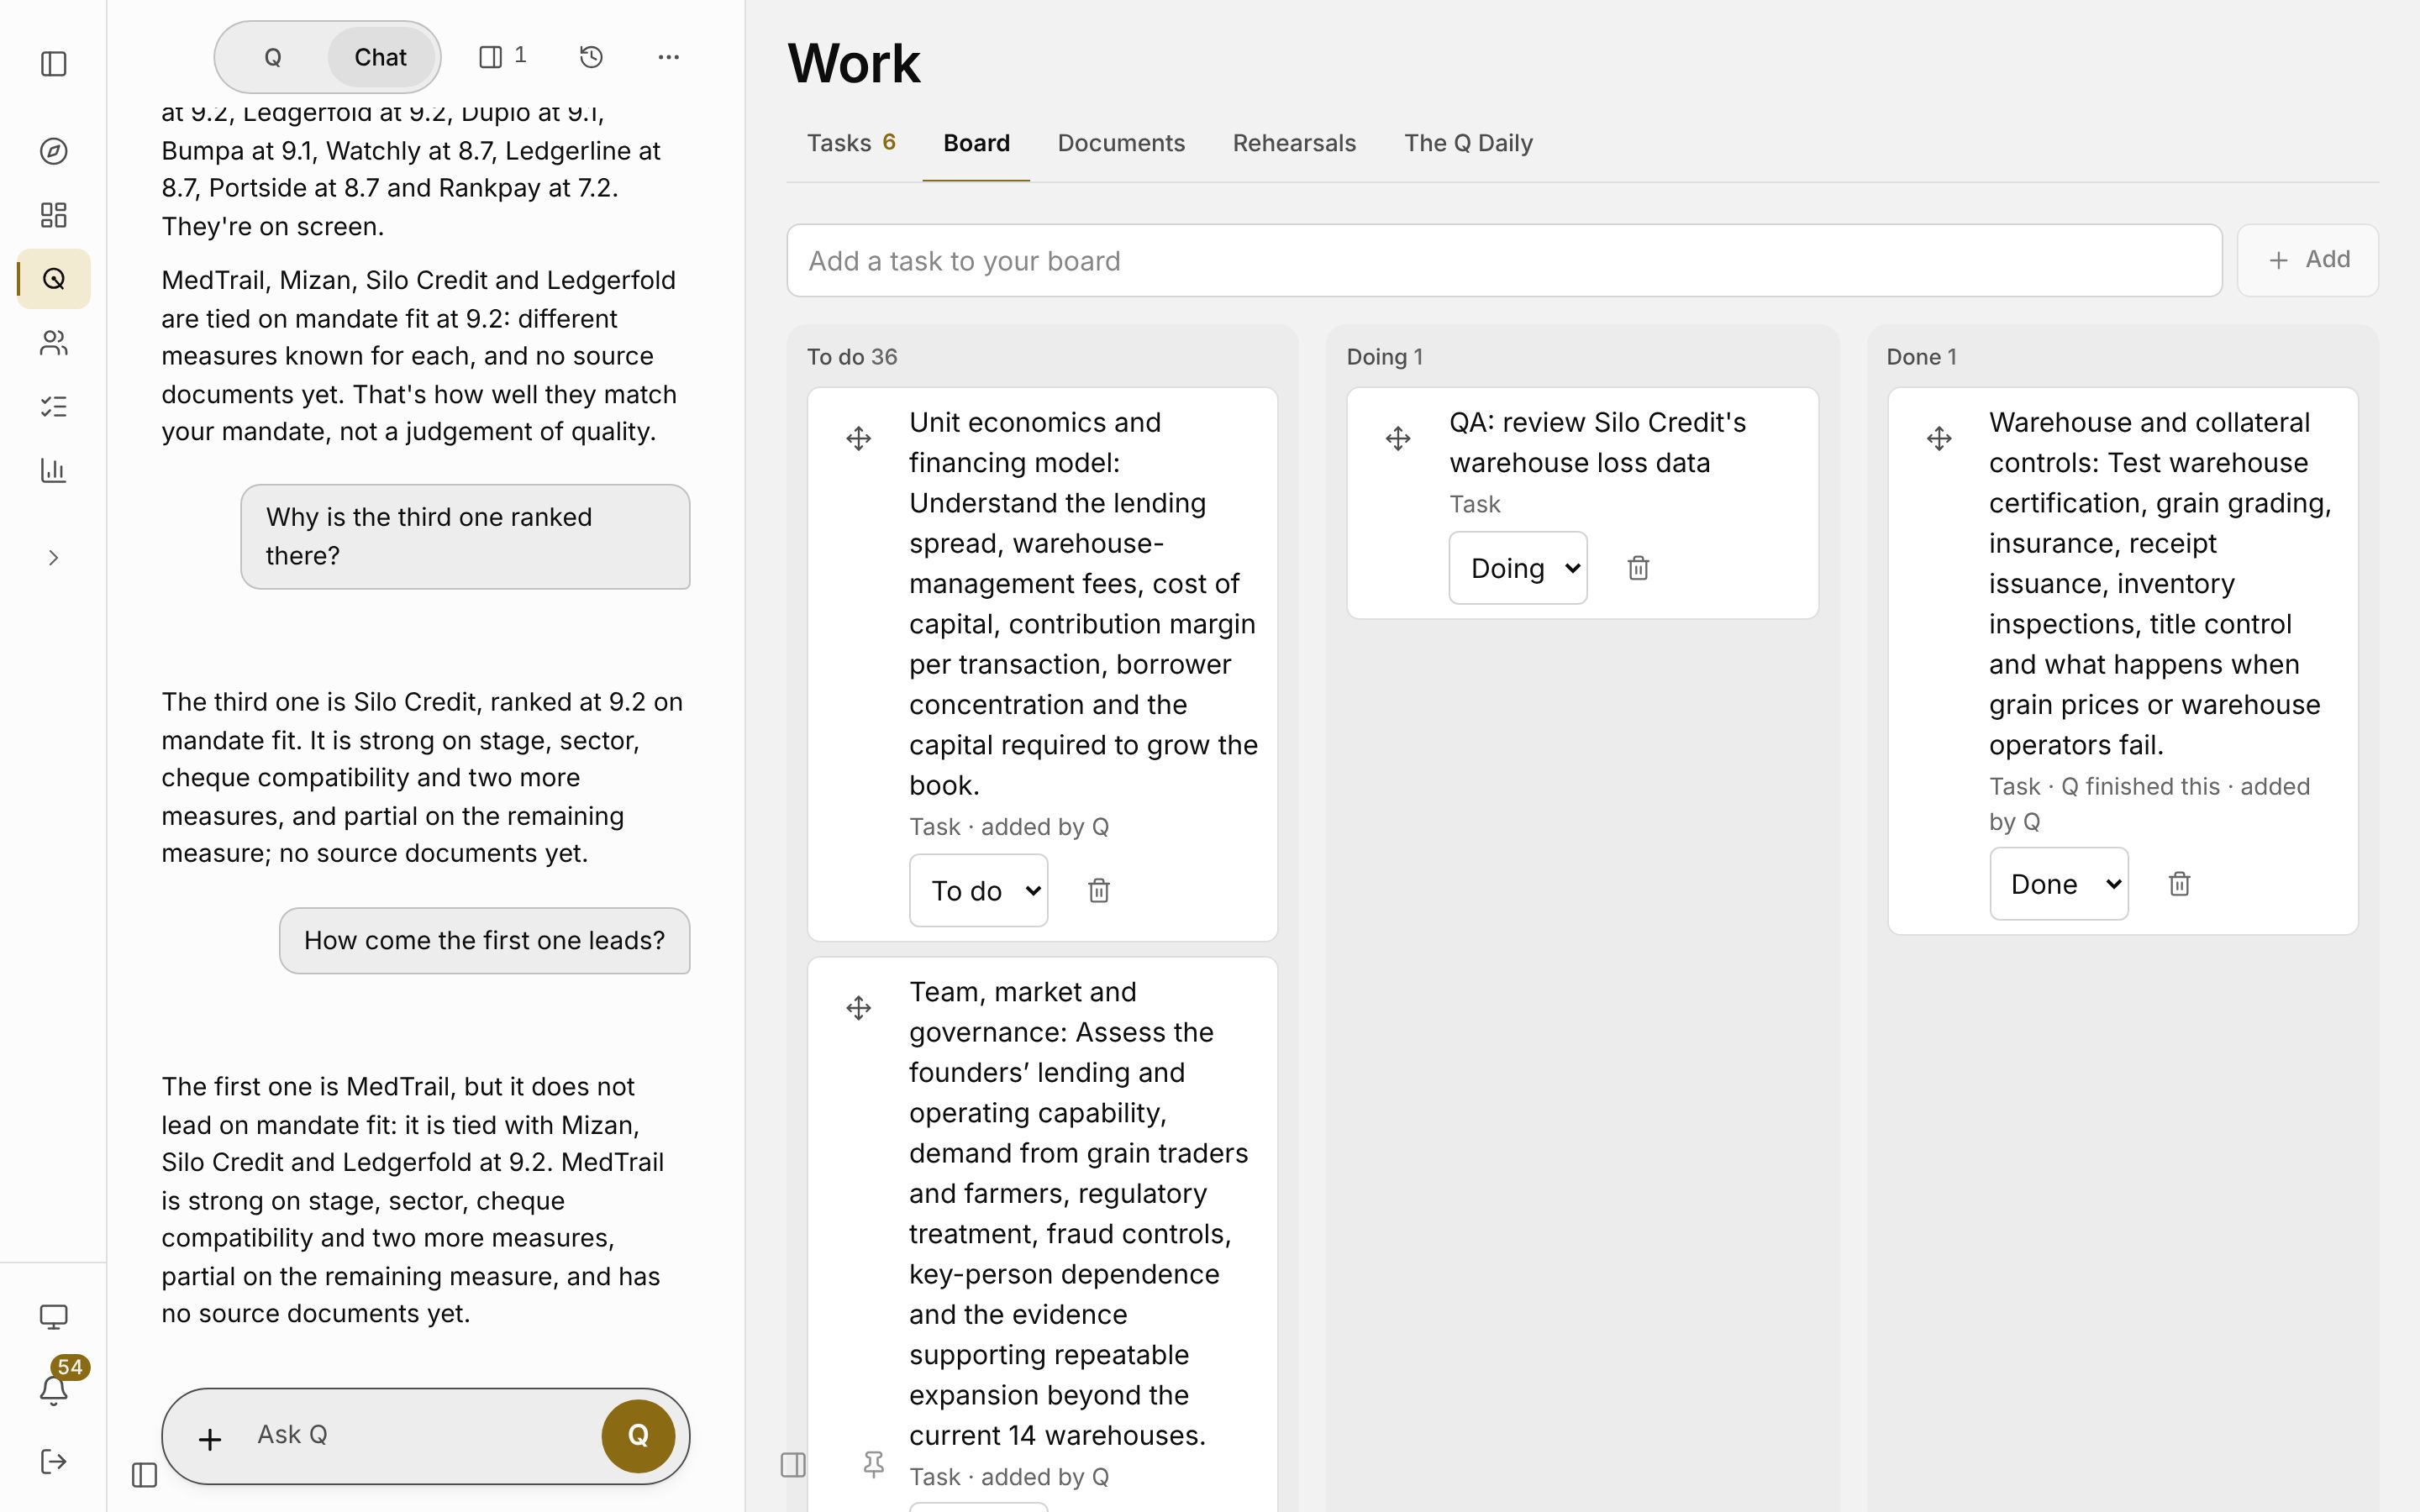 Q
Chat
1
at 9.2, Ledgerfold at 9.2, Duplo at 9.1,
Bumpa at 9.1, Watchly at 8.7, Ledgerline at
8.7, Portside at 8.7 and Rankpay at 7.2.
They're on screen.
MedTrail, Mizan, Silo Credit and Ledgerfold
are tied on mandate fit at 9.2: different
measures known for each, and no source
documents yet. That's how well they match
your mandate, not a judgement of quality.
Why is the third one ranked
there?
The third one is Silo Credit, ranked at 9.2 on
mandate fit. It is strong on stage, sector,
cheque compatibility and two more
measures, and partial on the remaining
measure; no source documents yet.
How come the first one leads?
The first one is MedTrail, but it does not
lead on mandate fit: it is tied with Mizan,
Silo Credit and Ledgerfold at 9.2. MedTrail
is strong on stage, sector, cheque
compatibility and two more measures,
partial on the remaining measure, and has
no source documents yet.
Ask Q
Q
54
Work
Tasks 6
Board
Documents
Rehearsals
The Q Daily
Add a task to your board
+ Add
To do 36
Unit economics and
financing model:
Understand the lending
spread, warehouse-
management fees, cost of
capital, contribution margin
per transaction, borrower
concentration and the
capital required to grow the
book.
Task · added by Q
To do
Team, market and
governance: Assess the
founders’ lending and
operating capability,
demand from grain traders
and farmers, regulatory
treatment, fraud controls,
key-person dependence
and the evidence
supporting repeatable
expansion beyond the
current 14 warehouses.
Task · added by Q
Doing 1
QA: review Silo Credit's
warehouse loss data
Task
Doing
Done 1
Warehouse and collateral
controls: Test warehouse
certification, grain grading,
insurance, receipt
issuance, inventory
inspections, title control
and what happens when
grain prices or warehouse
operators fail.
Task · Q finished this · added
by Q
Done